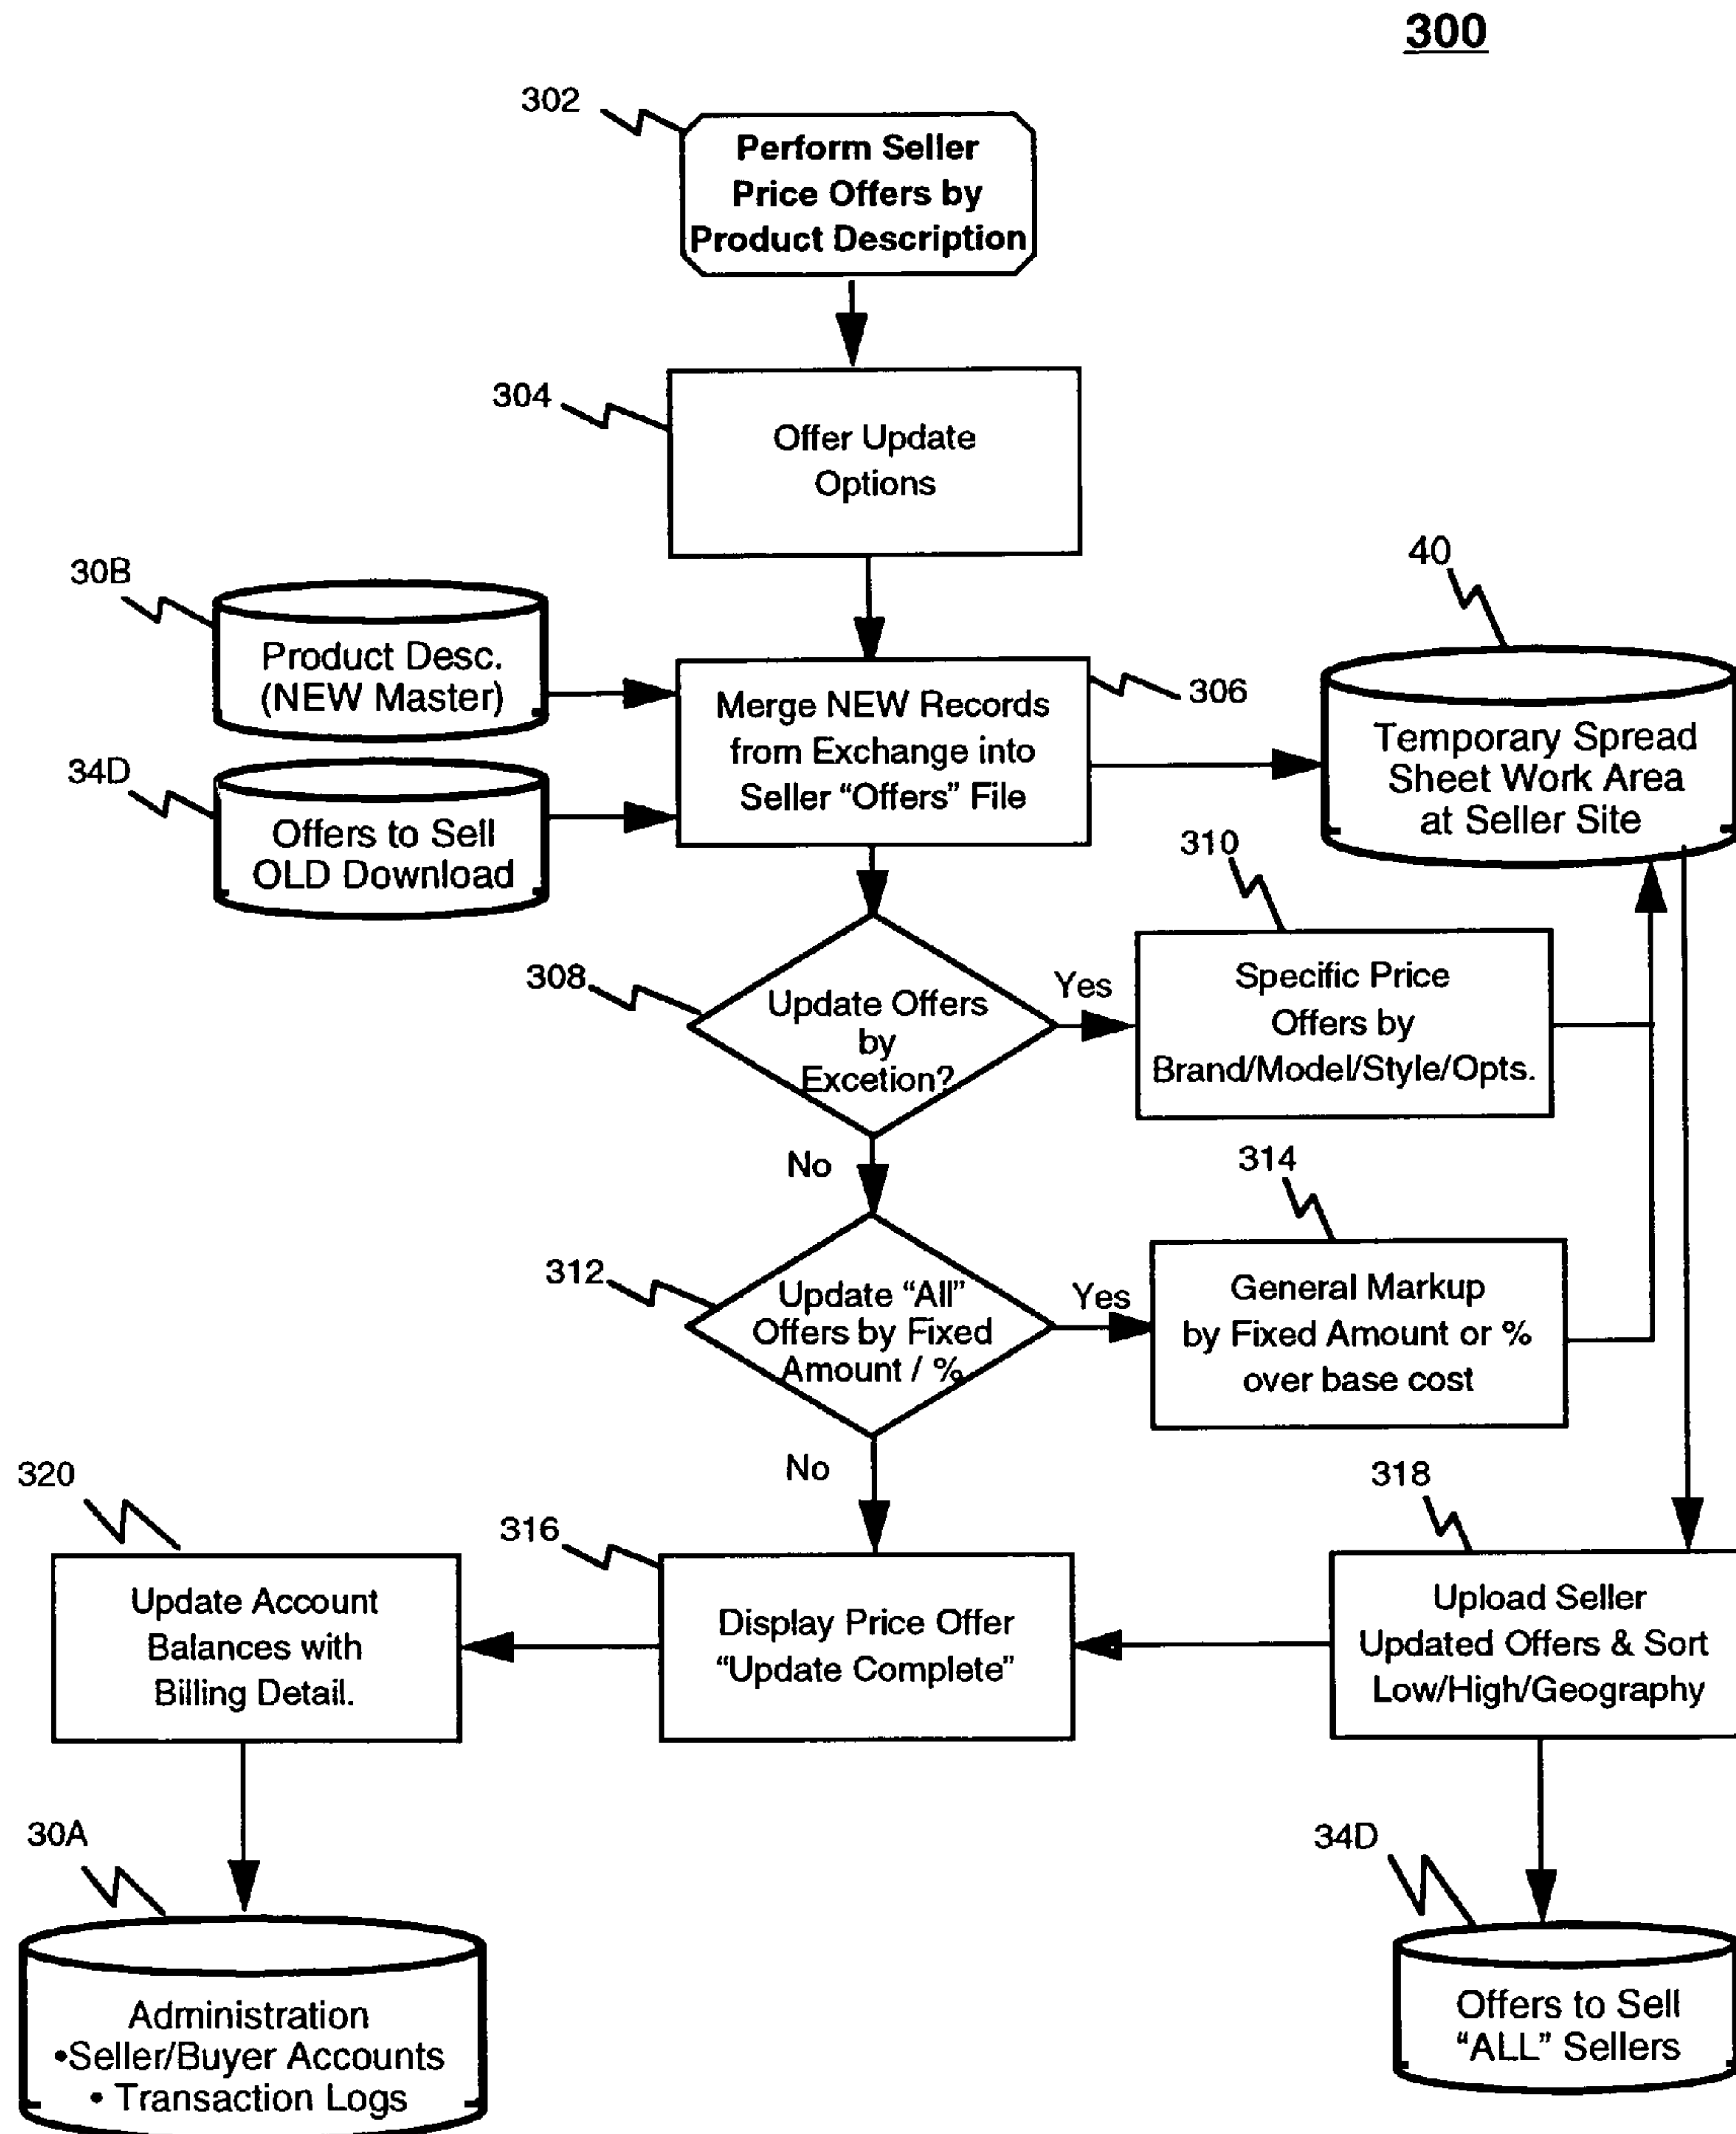 300
302
Perform Seller
Price Offers by
Product Description
304
Offer Update
Options
30B
Product Desc.
(NEW Master)
34D
Offers to Sell
OLD Download
Merge NEW Records
from Exchange into
Seller “Offers” File
306
40
Temporary Spread
Sheet Work Area
at Seller Site
308
Update Offers
by
Excetion?
Yes
310
Specific Price
Offers by
Brand/Model/Style/Opts.
No
312
Update “All”
Offers by Fixed
Amount / %
Yes
314
General Markup
by Fixed Amount or %
over base cost
No
320
Update Account
Balances with
Billing Detail.
316
Display Price Offer
“Update Complete”
318
Upload Seller
Updated Offers & Sort
Low/High/Geography
30A
Administration
•Seller/Buyer Accounts
• Transaction Logs
34D
Offers to Sell
“ALL” Sellers